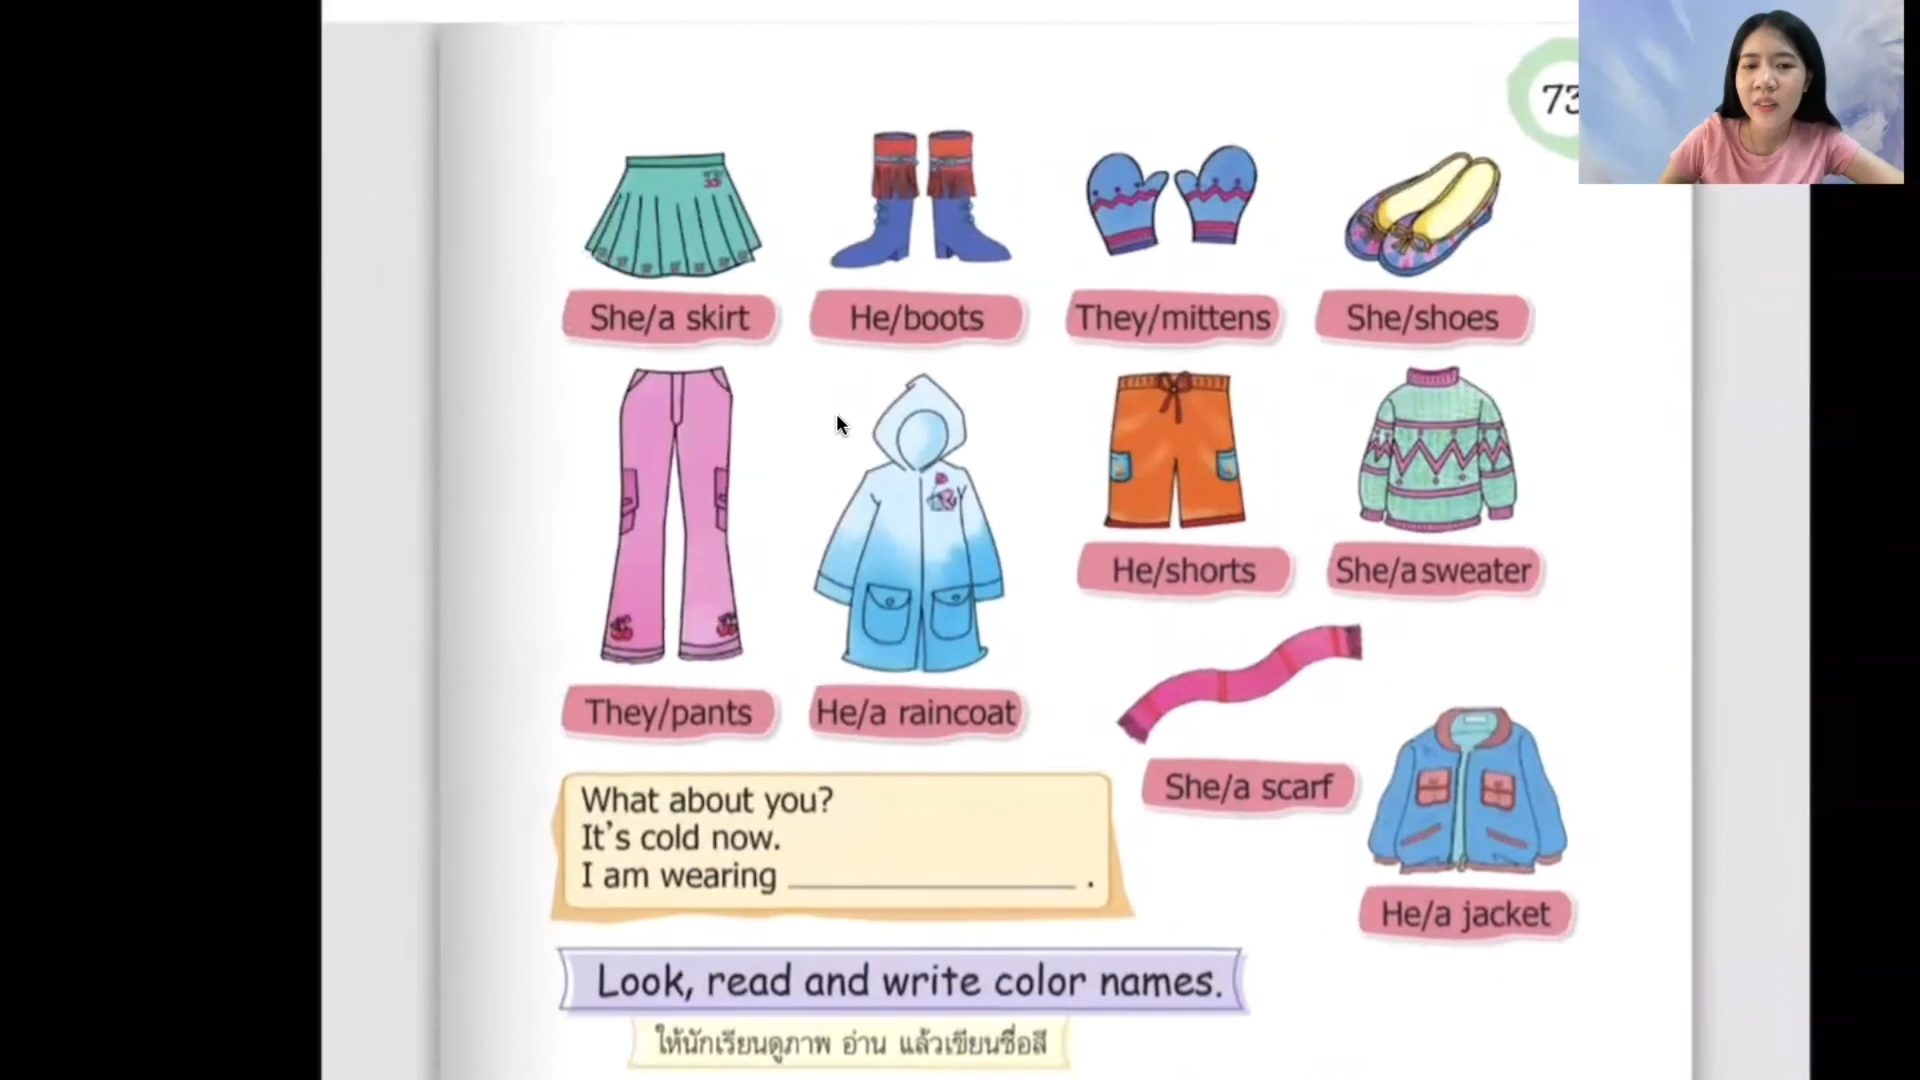 73
She/a skirt
He/boots
They/mittens
She/shoes
They/pants
He/a raincoat
He/shorts
She/a sweater
She/a scarf
He/a jacket
What about you?
It's cold now.
I am wearing ____________ .
Look, read and write color names.
ให้นักเรียนดูภาพ อ่าน แล้วเขียนชื่อสี